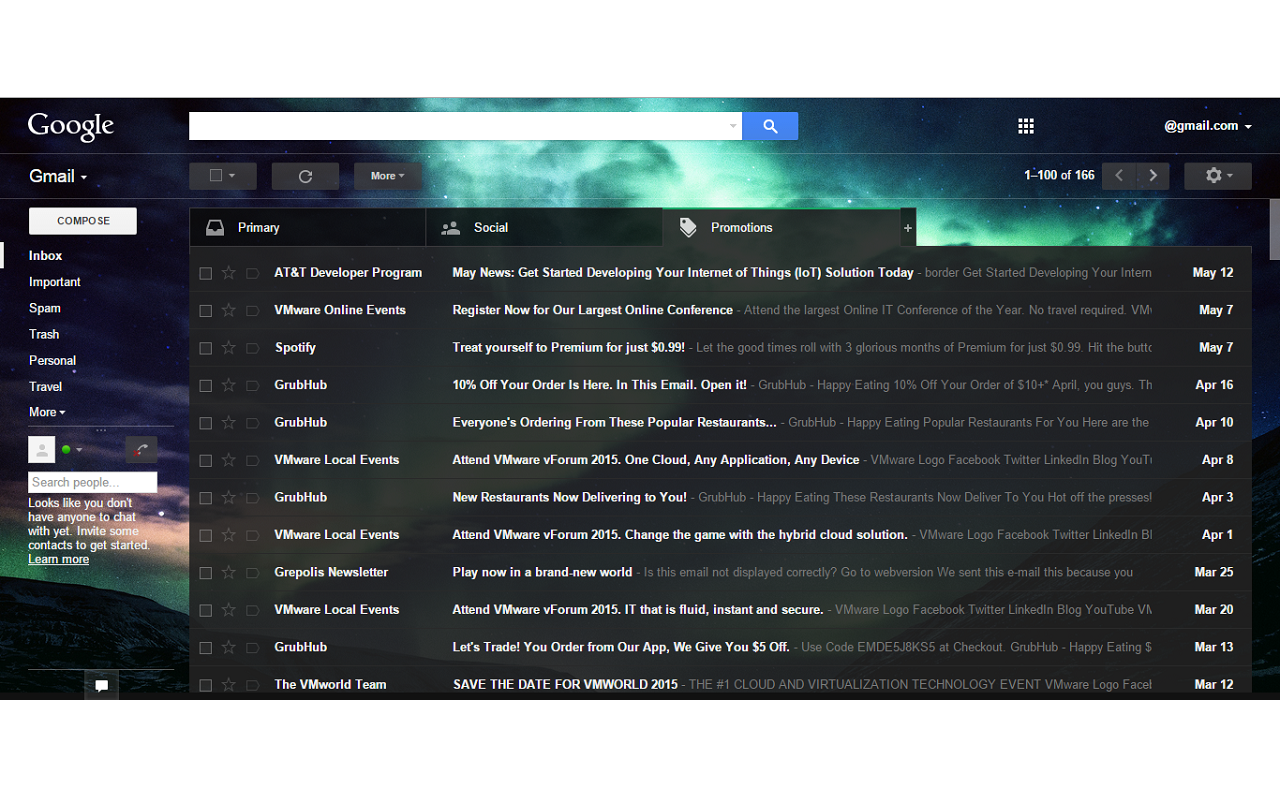 Google
@gmail.com
Gmail
More
1–100 of 166
COMPOSE
Primary
Social
Promotions
+
Inbox
Important
Spam
Trash
Personal
Travel
More
Search people...
Looks like you don't
have anyone to chat
with yet. Invite some
contacts to get started.
Learn more
AT&T Developer Program May News: Get Started Developing Your Internet of Things (IoT) Solution Today - border Get Started Developing Your Intern May 12
VMware Online Events Register Now for Our Largest Online Conference - Attend the largest Online IT Conference of the Year. No travel required. May 7
Spotify Treat yourself to Premium for just $0.99! - Let the good times roll with 3 glorious months of Premium for just $0.99. Hit the May 7
GrubHub 10% Off Your Order Is Here. In This Email. Open it! - GrubHub - Happy Eating 10% Off Your Order of $10+* April, you guys. Th Apr 16
GrubHub Everyone's Ordering From These Popular Restaurants... - GrubHub - Happy Eating Popular Restaurants For You Here are the Apr 10
VMware Local Events Attend VMware vForum 2015. One Cloud, Any Application, Any Device - VMware Logo Facebook Twitter LinkedIn Blog Apr 8
GrubHub New Restaurants Now Delivering to You! - GrubHub - Happy Eating These Restaurants Now Deliver To You Hot off the presses! Apr 3
VMware Local Events Attend VMware vForum 2015. Change the game with the hybrid cloud solution. - VMware Logo Facebook Twitter LinkedIn Bl Apr 1
Grepolis Newsletter Play now in a brand-new world - Is this email not displayed correctly? Go to webversion We sent this e-mail this because you Mar 25
VMware Local Events Attend VMware vForum 2015. IT that is fluid, instant and secure. - VMware Logo Facebook Twitter LinkedIn Blog YouTube Mar 20
GrubHub Let's Trade! You Order from Our App, We Give You $5 Off. - Use Code EMDE5J8KS5 at Checkout. GrubHub - Happy Eating $ Mar 13
The VMworld Team SAVE THE DATE FOR VMWORLD 2015 - THE #1 CLOUD AND VIRTUALIZATION TECHNOLOGY EVENT VMware Logo Mar 12